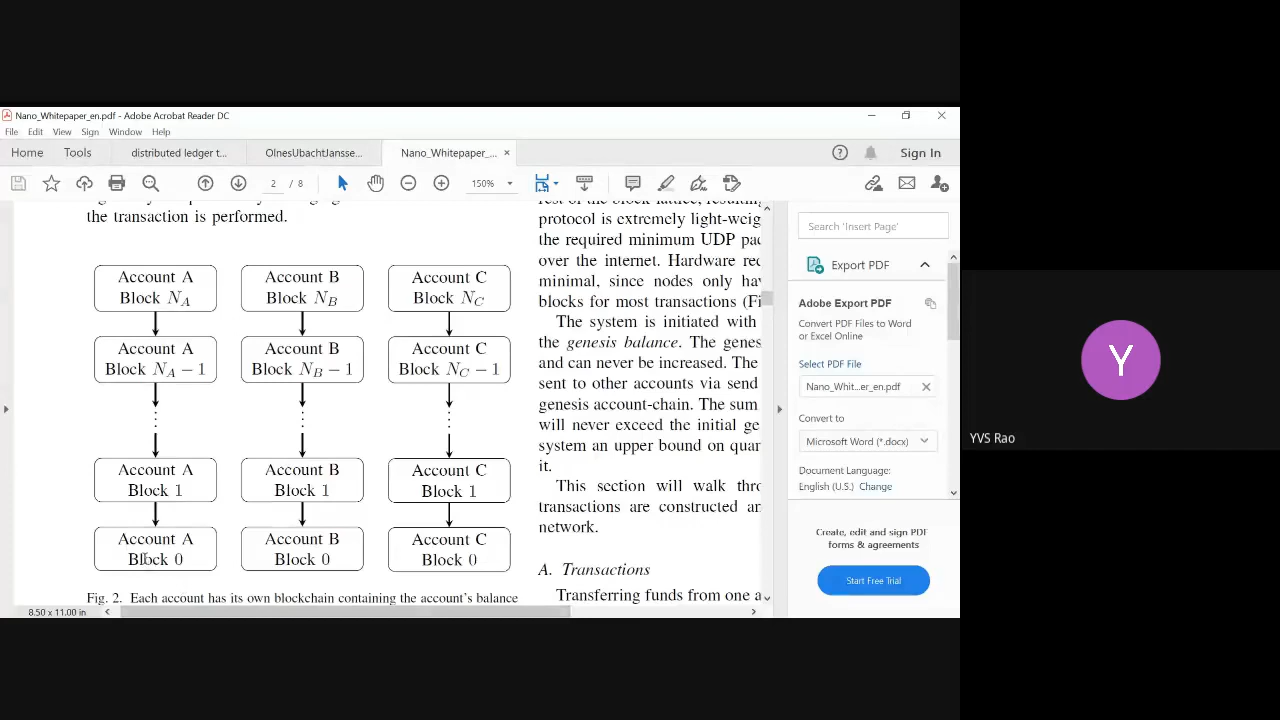 Nano_Whitepaper_en.pdf - Adobe Acrobat Reader DC
File Edit View Sign Window Help
Home Tools distributed ledger t... OlnesUbachtJansse... Nano_Whitepaper_... × Sign In
2 / 8 150%
the transaction is performed.
Account A
Block N_A
Account B
Block N_B
Account C
Block N_C
Account A
Block N_A − 1
Account B
Block N_B − 1
Account C
Block N_C − 1
Account A
Block 1
Account B
Block 1
Account C
Block 1
Account A
Block 0
Account B
Block 0
Account C
Block 0
Fig. 2. Each account has its own blockchain containing the account's balance
rest of the block lattice, resulting
protocol is extremely light-weig
the required minimum UDP pac
over the internet. Hardware rec
minimal, since nodes only hav
blocks for most transactions (Fi
The system is initiated with
the genesis balance. The genes
and can never be increased. The
sent to other accounts via send
genesis account-chain. The sum
will never exceed the initial ge
system an upper bound on quan
it.
This section will walk thro
transactions are constructed an
network.
A. Transactions
Transferring funds from one a
8.50 x 11.00 in
Search 'Insert Page'
Export PDF
Adobe Export PDF
Convert PDF Files to Word
or Excel Online
Select PDF File
Nano_Whit...er_en.pdf
Convert to
Microsoft Word (*.docx)
Document Language:
English (U.S.) Change
Create, edit and sign PDF
forms & agreements
Start Free Trial
Y
YVS Rao